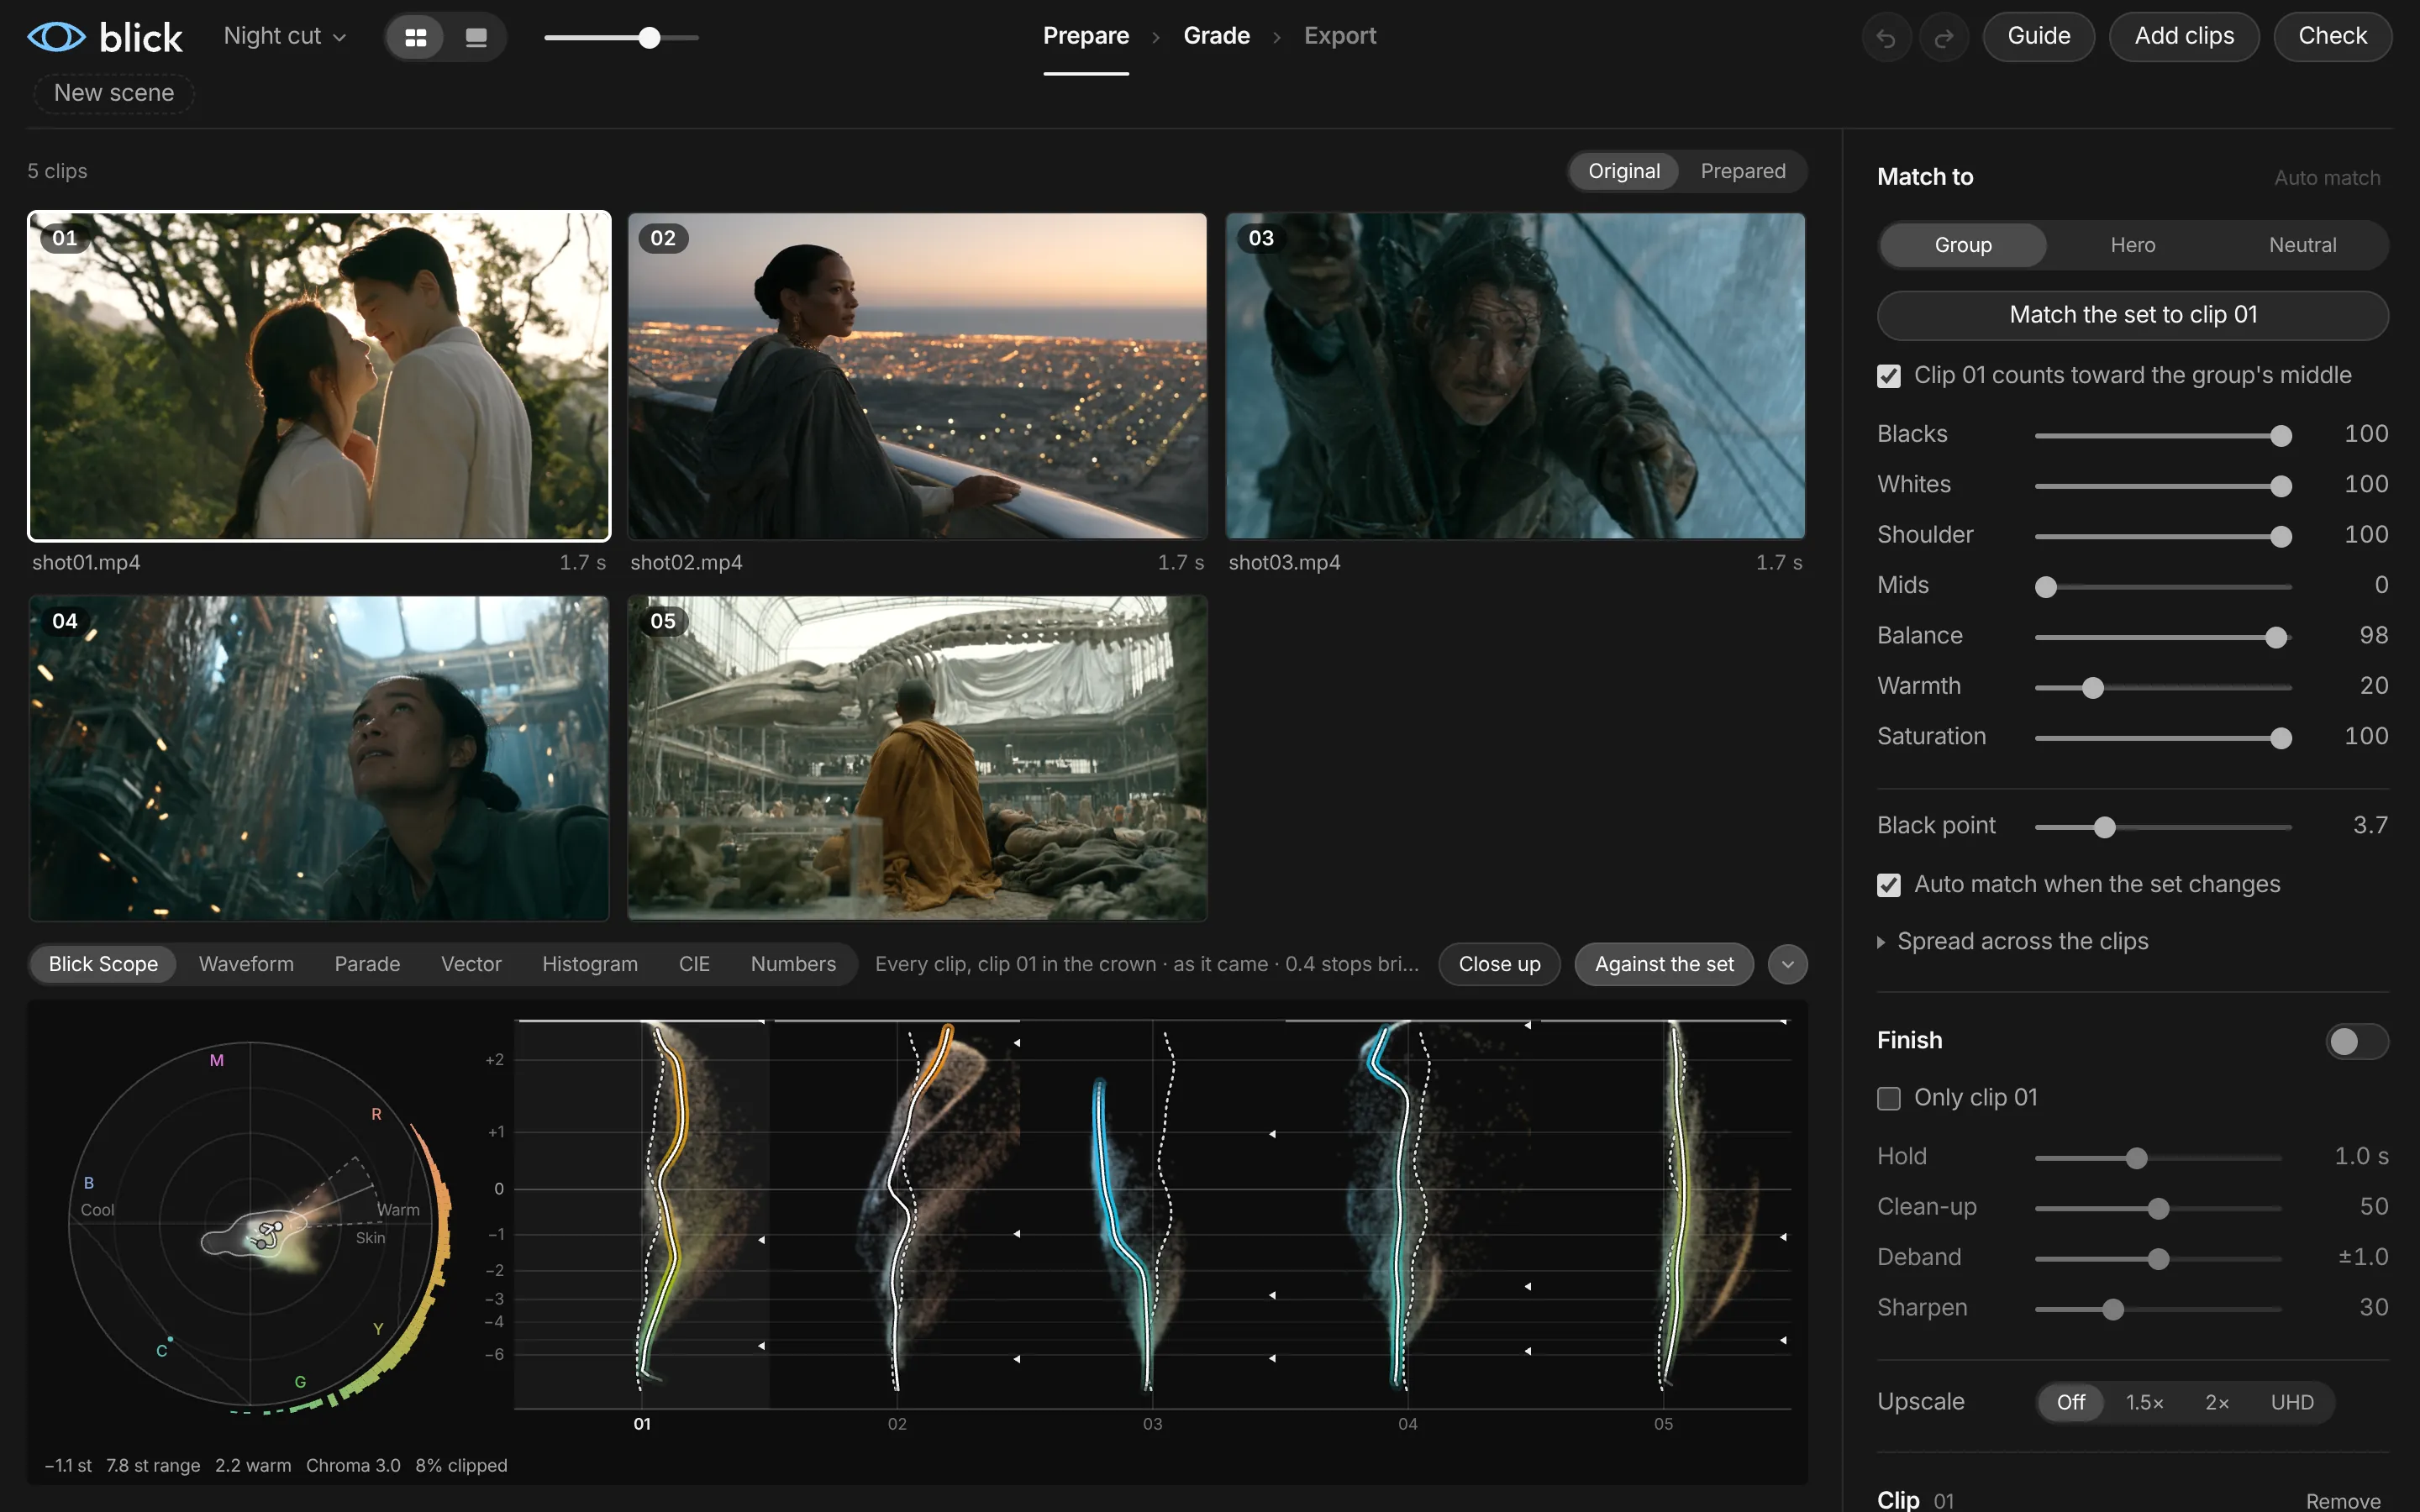 blick
Night cut
Prepare
Grade
Export
Guide
Add clips
Check
New scene
5 clips
Original
Prepared
01
02
03
shot01.mp4
1.7 s
shot02.mp4
1.7 s
shot03.mp4
1.7 s
04
05
Blick Scope
Waveform
Parade
Vector
Histogram
CIE
Numbers
Every clip, clip 01 in the crown · as it came · 0.4 stops bri...
Close up
Against the set
M
R
B
Cool
Warm
Skin
Y
C
G
+2
+1
0
−1
−2
−3
−4
−6
01
02
03
04
05
−1.1 st
7.8 st range
2.2 warm
Chroma 3.0
8% clipped
Match to
Auto match
Group
Hero
Neutral
Match the set to clip 01
Clip 01 counts toward the group's middle
Blacks 100
Whites 100
Shoulder 100
Mids 0
Balance 98
Warmth 20
Saturation 100
Black point 3.7
Auto match when the set changes
Spread across the clips
Finish
Only clip 01
Hold 1.0 s
Clean-up 50
Deband ±1.0
Sharpen 30
Upscale
Off
1.5×
2×
UHD
Clip 01
Remove